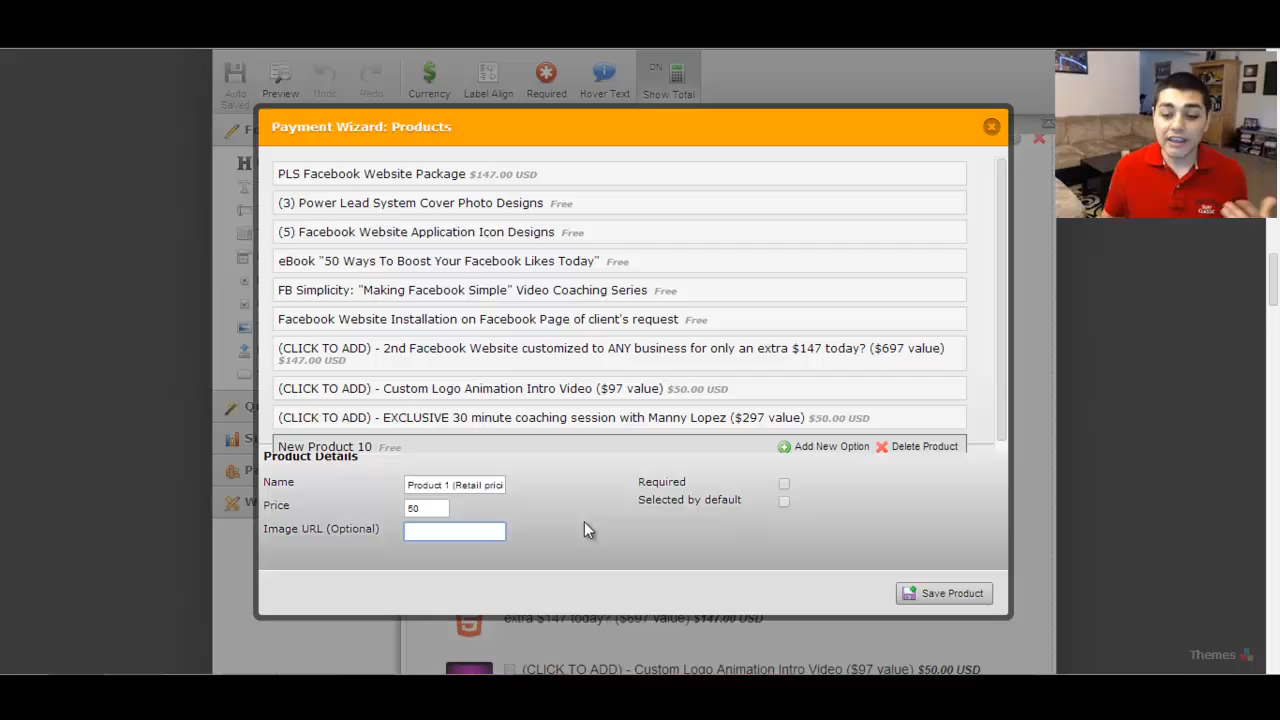 ON
Auto Saved
Preview
Undo
Redo
Currency
Label Align
Required
Hover Text
Show Total
Payment Wizard: Products
PLS Facebook Website Package $147.00 USD
(3) Power Lead System Cover Photo Designs Free
(5) Facebook Website Application Icon Designs Free
eBook "50 Ways To Boost Your Facebook Likes Today" Free
FB Simplicity: "Making Facebook Simple" Video Coaching Series Free
Facebook Website Installation on Facebook Page of client's request Free
(CLICK TO ADD) - 2nd Facebook Website customized to ANY business for only an extra $147 today? ($697 value)
$147.00 USD
(CLICK TO ADD) - Custom Logo Animation Intro Video ($97 value) $50.00 USD
(CLICK TO ADD) - EXCLUSIVE 30 minute coaching session with Manny Lopez ($297 value) $50.00 USD
New Product 10 Free
Add New Option
Delete Product
Product Details
Name
Product 1 (Retail prici
Required
Price
50
Selected by default
Image URL (Optional)
Save Product
extra $147 today? ($697 value) $147.00 USD
Themes
(CLICK TO ADD) - Custom Logo Animation Intro Video ($97 value) $50.00 USD